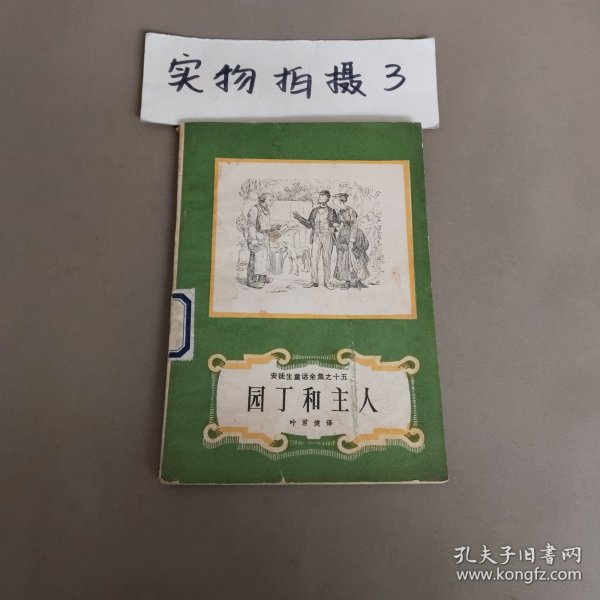 实物拍摄3
安徒生童话全集之十五
园丁和主人
叶君健译
孔夫子旧书网
www.kongfz.com